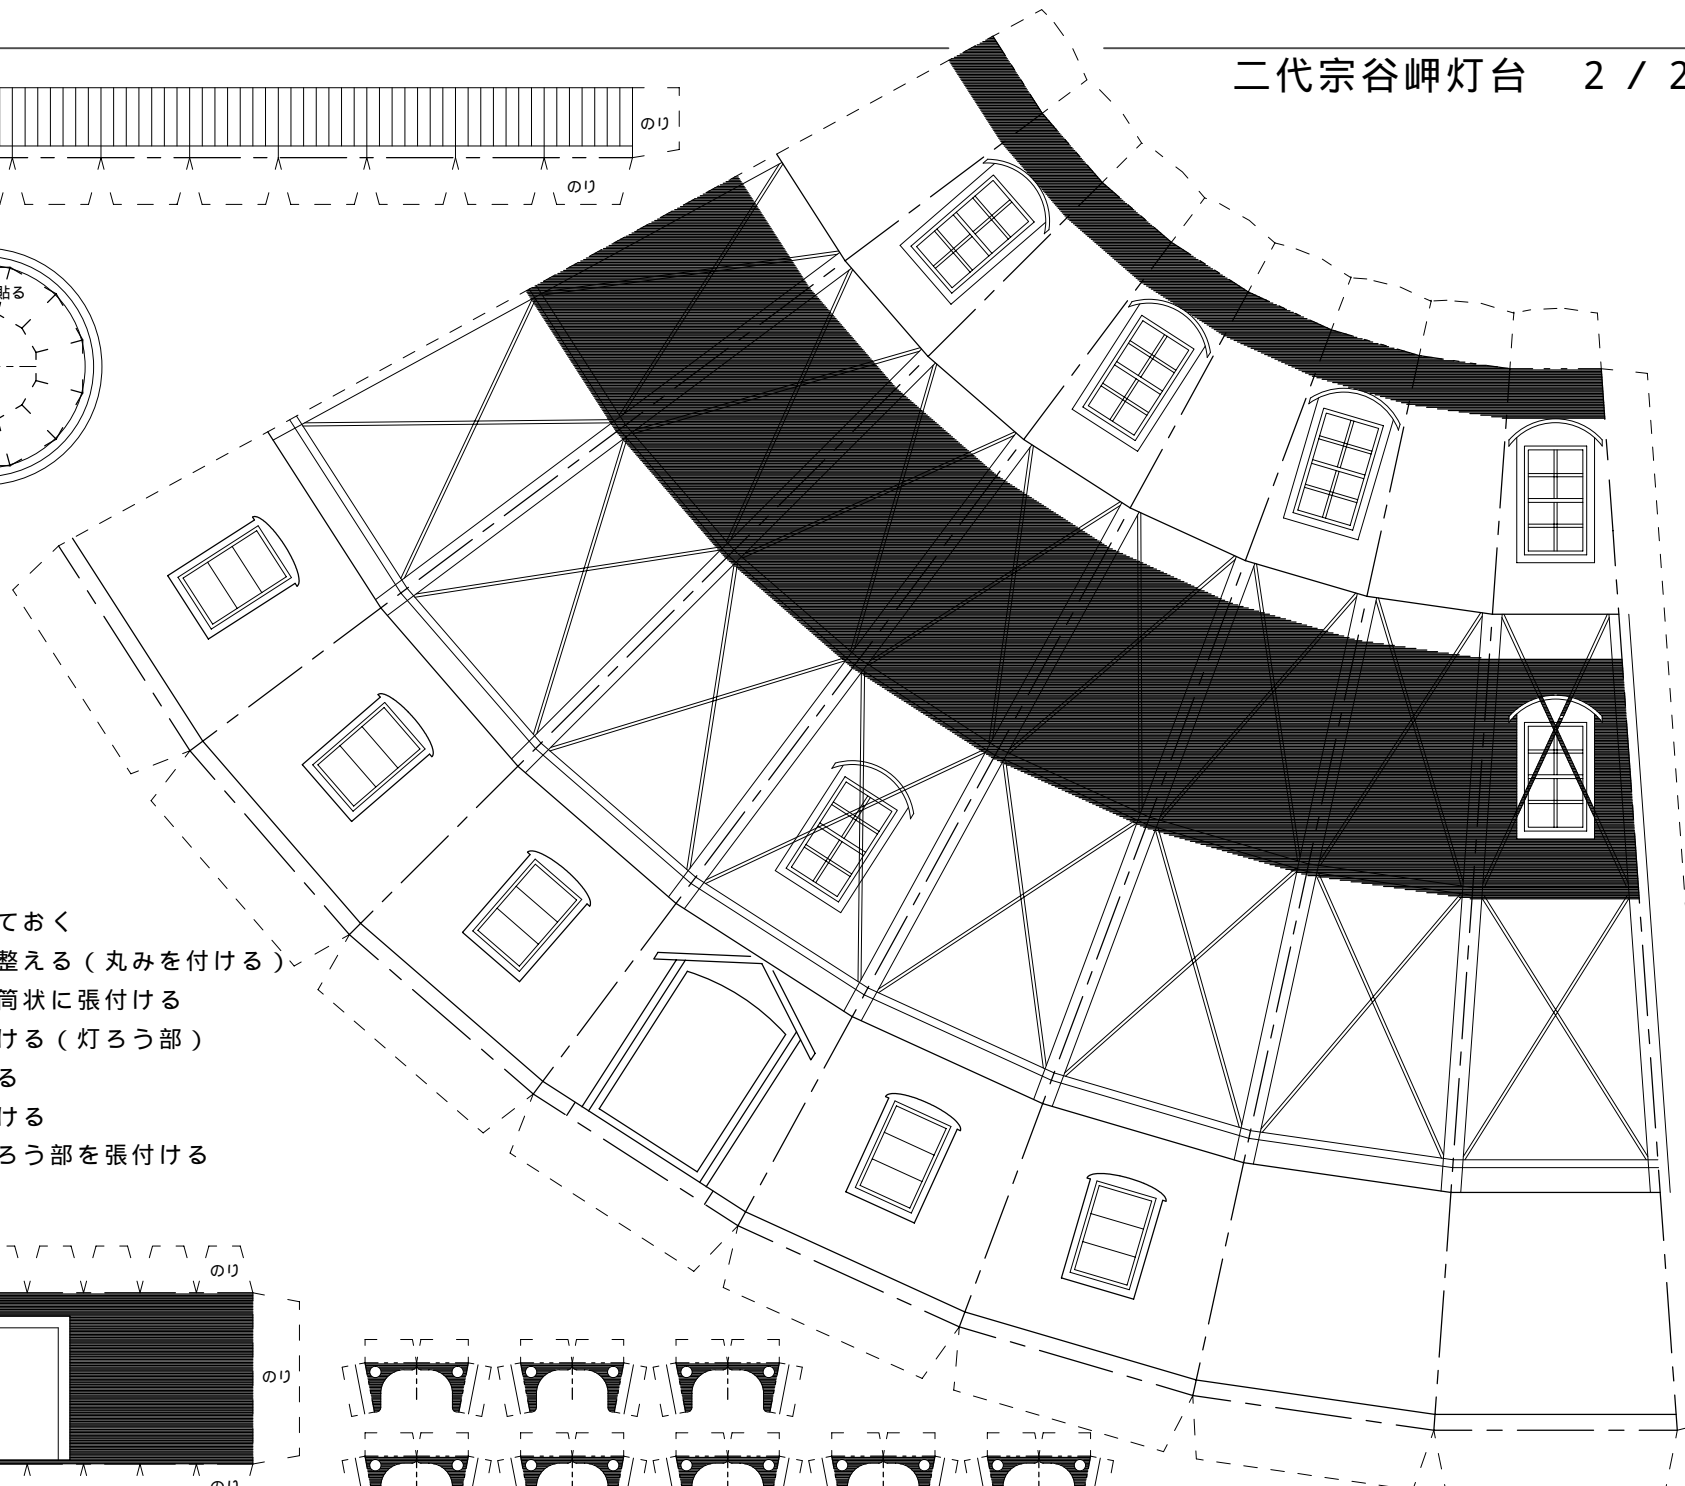 二代宗谷岬灯台　２／２
のり
のり
貼る
ておく
整える（丸みを付ける）
筒状に張付ける
ける（灯ろう部）
る
ける
ろう部を張付ける
のり
のり
のり